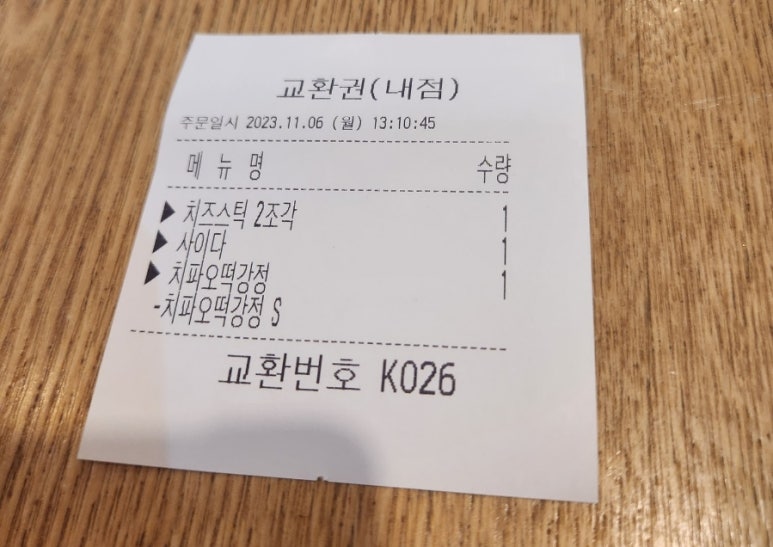 교환권(내점)
주문일시 2023.11.06 (월) 13:10:45
메 뉴 명 수량
▶ 치즈스틱 2조각 1
▶ 사이다 1
▶ 치파오떡강정 1
-치파오떡강정 S
교환번호 K026